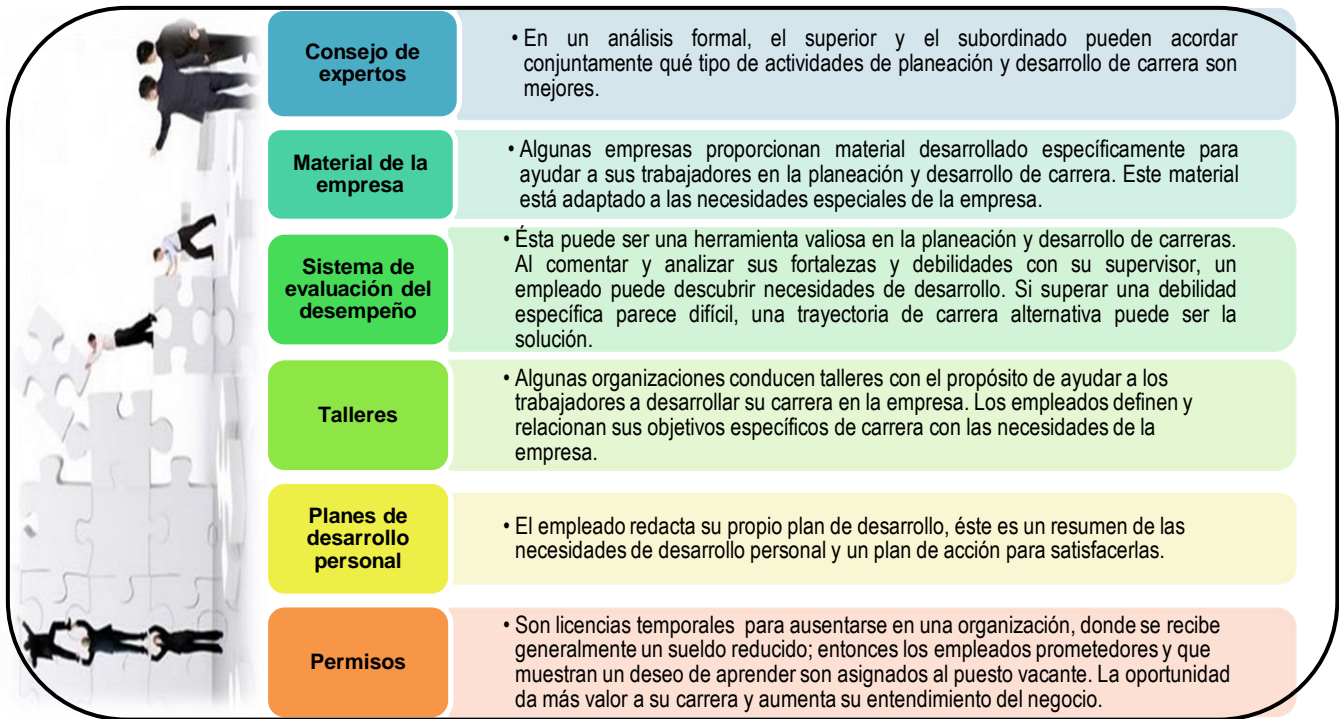 Consejo de
expertos
• En un análisis formal, el superior y el subordinado pueden acordar
conjuntamente qué tipo de actividades de planeación y desarrollo de carrera son
mejores.
Material de la
empresa
• Algunas empresas proporcionan material desarrollado específicamente para
ayudar a sus trabajadores en la planeación y desarrollo de carrera. Este material
está adaptado a las necesidades especiales de la empresa.
Sistema de
evaluación del
desempeño
• Ésta puede ser una herramienta valiosa en la planeación y desarrollo de carreras.
Al comentar y analizar sus fortalezas y debilidades con su supervisor, un
empleado puede descubrir necesidades de desarrollo. Si superar una debilidad
específica parece difícil, una trayectoria de carrera alternativa puede ser la
solución.
Talleres
• Algunas organizaciones conducen talleres con el propósito de ayudar a los
trabajadores a desarrollar su carrera en la empresa. Los empleados definen y
relacionan sus objetivos específicos de carrera con las necesidades de la
empresa.
Planes de
desarrollo
personal
• El empleado redacta su propio plan de desarrollo, éste es un resumen de las
necesidades de desarrollo personal y un plan de acción para satisfacerlas.
Permisos
• Son licencias temporales para ausentarse en una organización, donde se recibe
generalmente un sueldo reducido; entonces los empleados prometedores y que
muestran un deseo de aprender son asignados al puesto vacante. La oportunidad
da más valor a su carrera y aumenta su entendimiento del negocio.